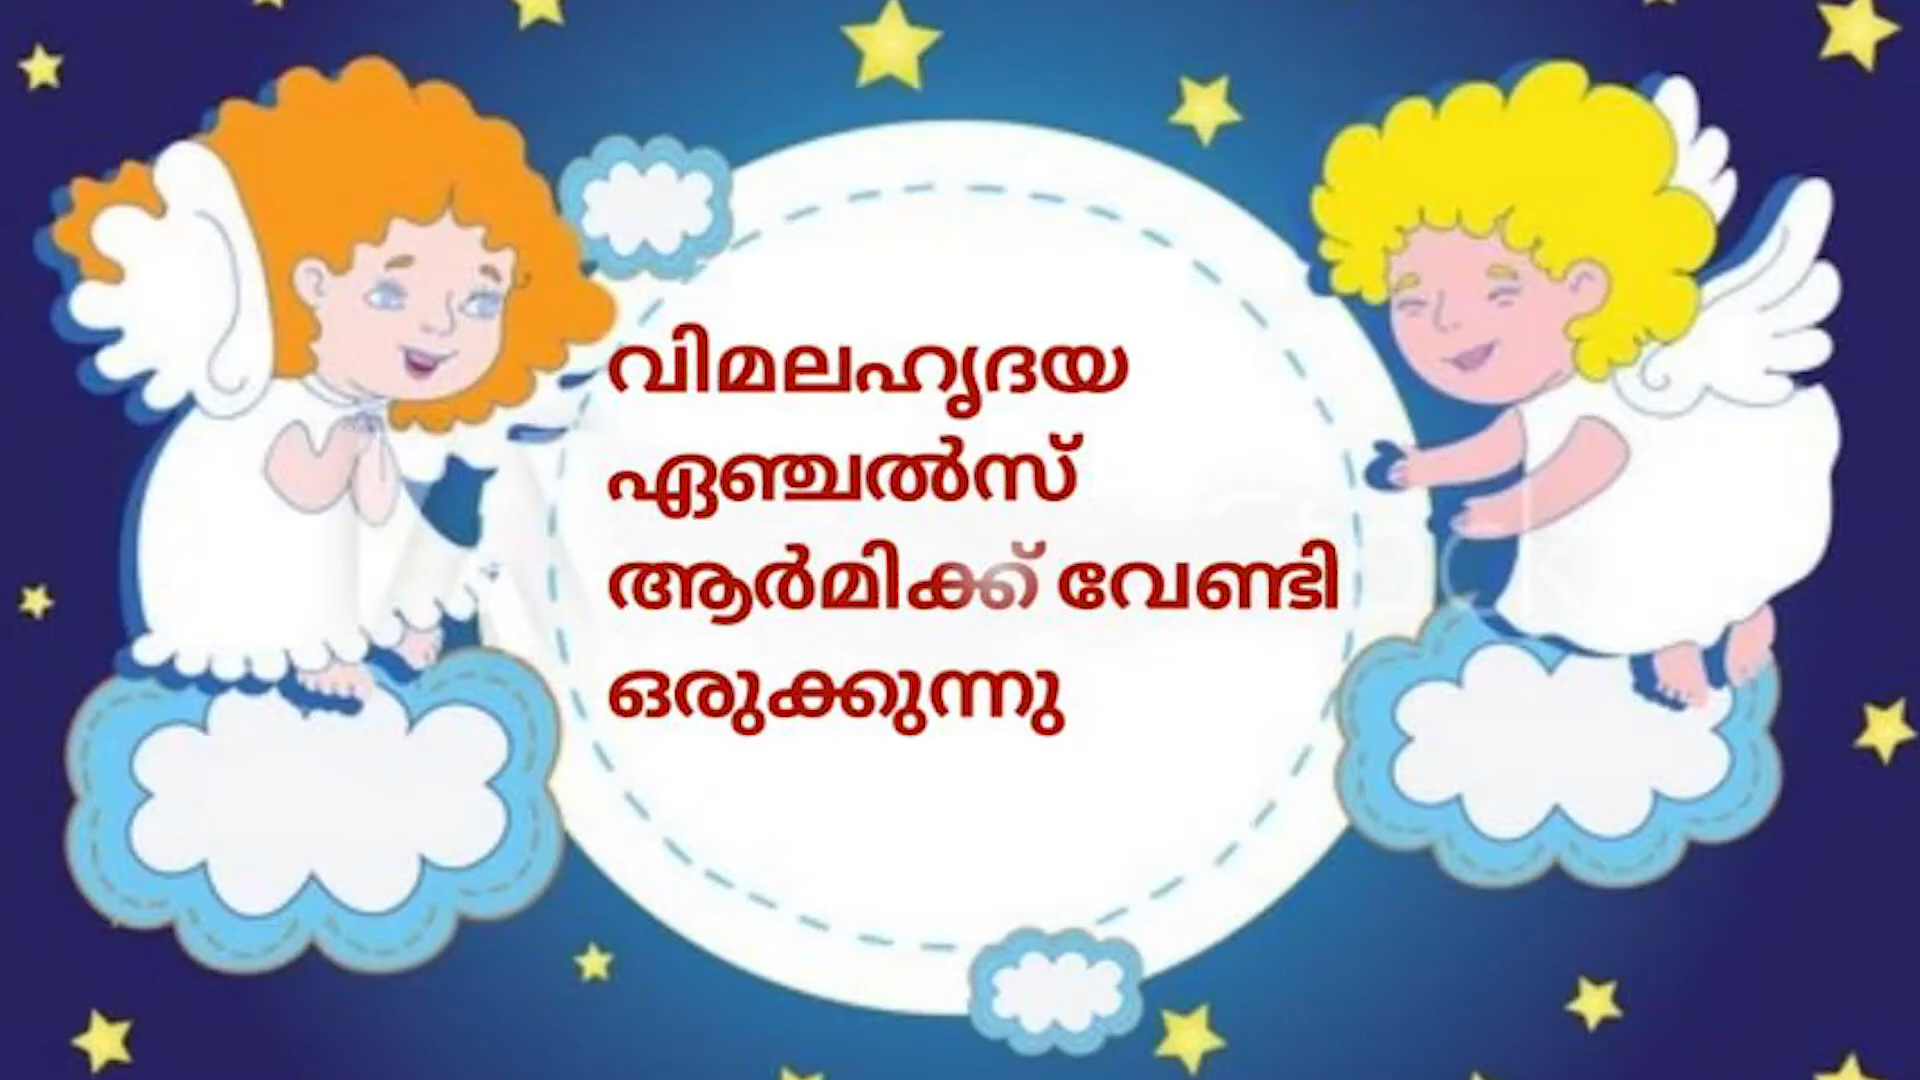 വിമലഹൃദയ
ഏഞ്ചൽസ്
ആർമിക്ക് വേണ്ടി
ഒരുക്കുന്നു